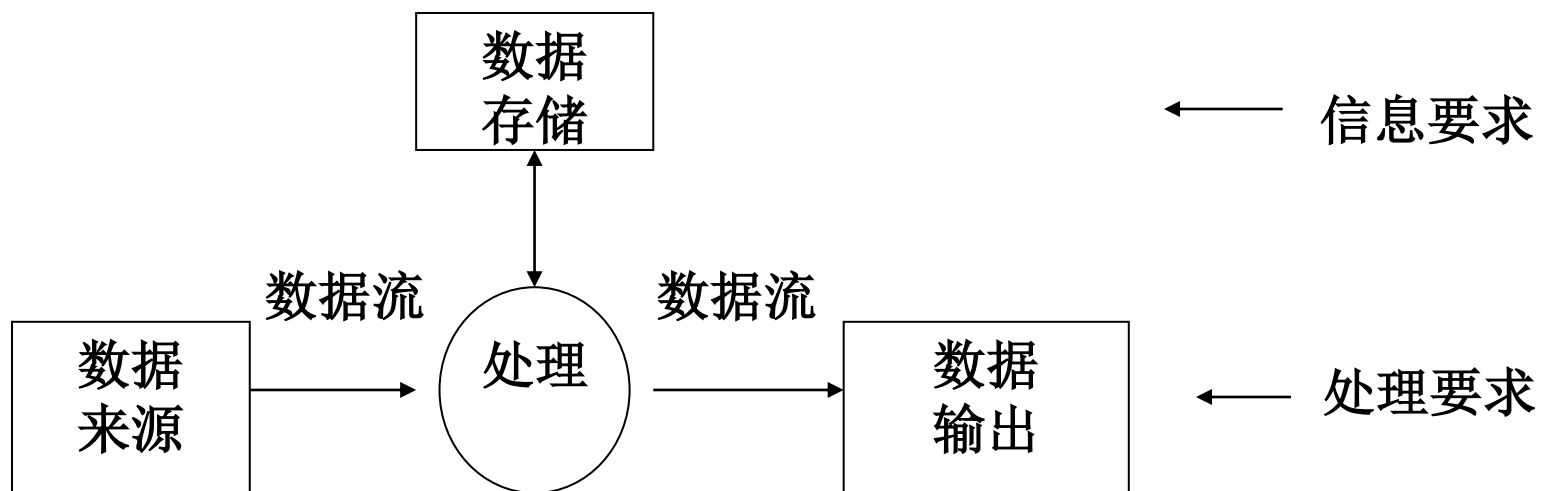 数据
存储
信息要求
数据流
数据流
数据
来源
处理
数据
输出
处理要求